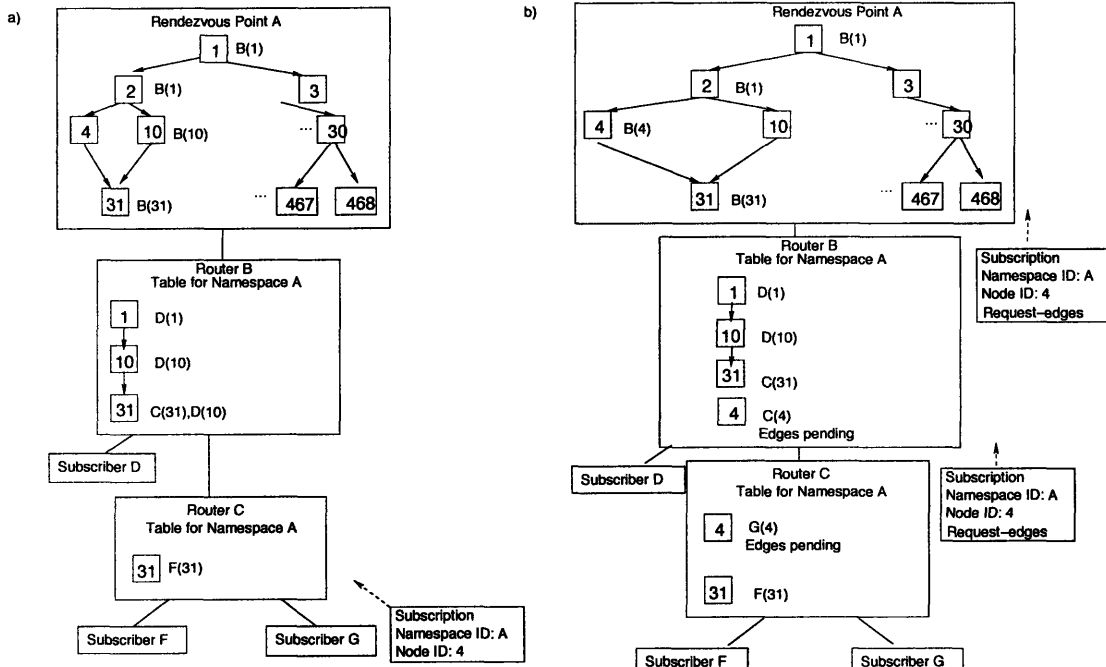 a)
Rendezvous Point A
1 B(1)
2 B(1) 3
4 10 B(10) ... 30
31 B(31) ... 467 468
Router B
Table for Namespace A
1 D(1)
10 D(10)
31 C(31),D(10)
Subscriber D
Router C
Table for Namespace A
31 F(31)
Subscriber F
Subscriber G
Subscription
Namespace ID: A
Node ID: 4
b)
Rendezvous Point A
1 B(1)
2 B(1) 3
4 B(4) 10 ... 30
31 B(31) ... 467 468
Subscription
Namespace ID: A
Node ID: 4
Request-edges
Router B
Table for Namespace A
1 D(1)
10 D(10)
31 C(31)
4 C(4)
Edges pending
Subscriber D
Subscription
Namespace ID: A
Node ID: 4
Request-edges
Router C
Table for Namespace A
4 G(4)
Edges pending
31 F(31)
Subscriber F
Subscriber G